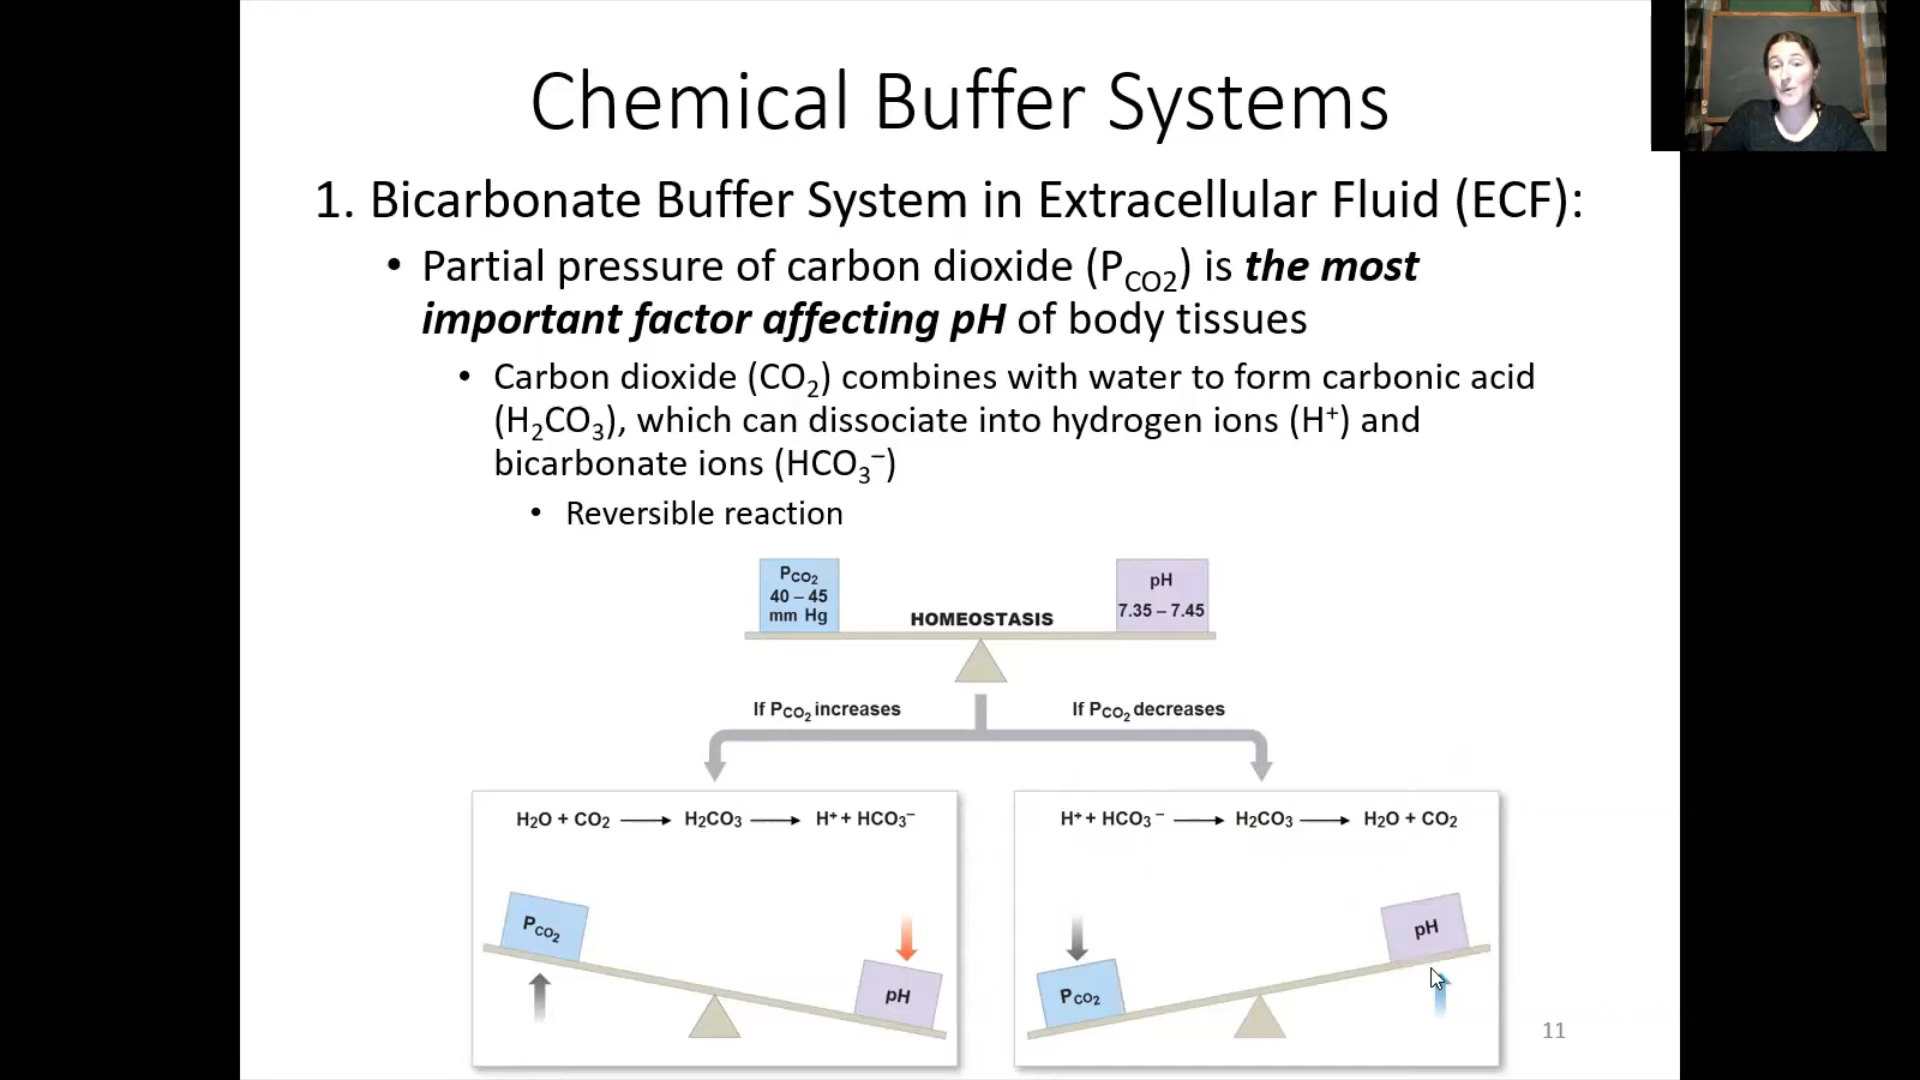 Chemical Buffer Systems
1. Bicarbonate Buffer System in Extracellular Fluid (ECF):
• Partial pressure of carbon dioxide (P_CO2) is the most
important factor affecting pH of body tissues
• Carbon dioxide (CO₂) combines with water to form carbonic acid
(H₂CO₃), which can dissociate into hydrogen ions (H⁺) and
bicarbonate ions (HCO₃⁻)
• Reversible reaction
PCO₂
40 – 45
mm Hg
HOMEOSTASIS
pH
7.35 – 7.45
If PCO₂ increases
If PCO₂ decreases
H₂O + CO₂ → H₂CO₃ → H⁺ + HCO₃⁻
H⁺ + HCO₃⁻ → H₂CO₃ → H₂O + CO₂
PCO₂
pH
PCO₂
pH
11